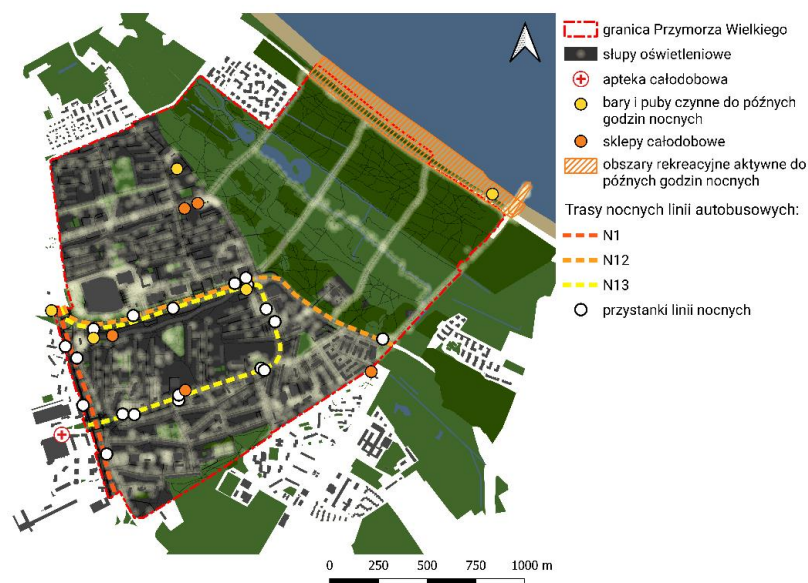 granica Przymorza Wielkiego
słupy oświetleniowe
apteka całodobowa
bary i puby czynne do późnych
godzin nocnych
sklepy całodobowe
obszary rekreacyjne aktywne do
późnych godzin nocnych
Trasy nocnych linii autobusowych:
N1
N12
N13
przystanki linii nocnych
0 250 500 750 1000 m